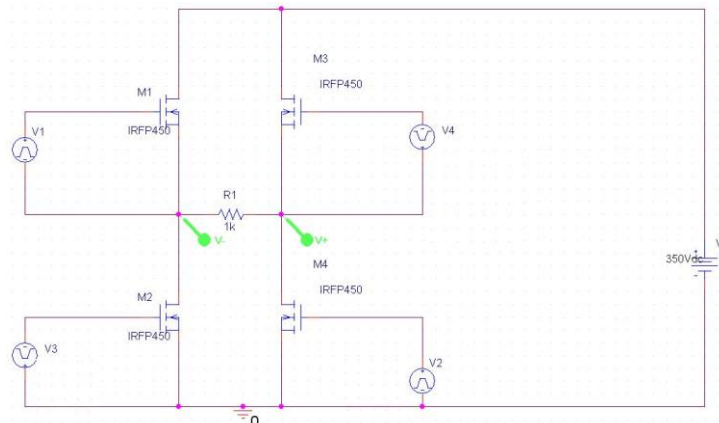 M3
IRFP450
M1
IRFP450
V1
V4
R1
1k
V-
V+
350Vdc
V
M4
IRFP450
M2
IRFP450
V3
V2
0